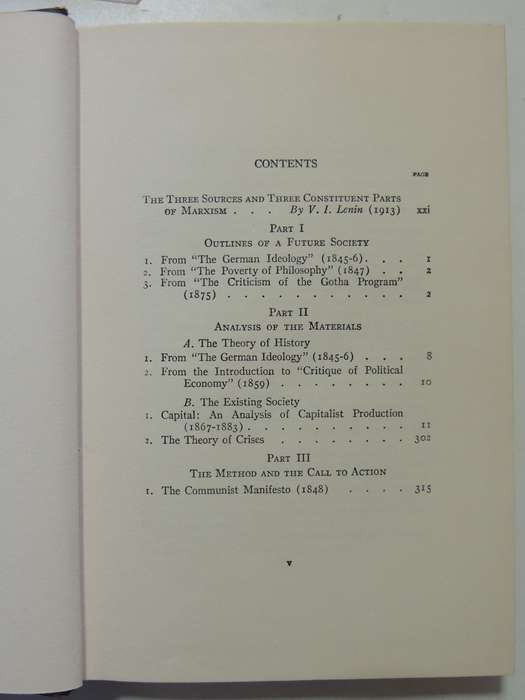 CONTENTS
PAGE
The Three Sources and Three Constituent Parts
of Marxism . . . By V. I. Lenin (1913) xxi
Part I
Outlines of a Future Society
1. From "The German Ideology" (1845-6) . . . 1
2. From "The Poverty of Philosophy" (1847) . . 2
3. From "The Criticism of the Gotha Program"
(1875) . . . . . . . . . . . 2
Part II
Analysis of the Materials
A. The Theory of History
1. From "The German Ideology" (1845-6) . . . 8
2. From the Introduction to "Critique of Political
Economy" (1859) . . . . . . . . 10
B. The Existing Society
1. Capital: An Analysis of Capitalist Production
(1867-1883) . . . . . . . . . . 11
2. The Theory of Crises . . . . . . . . 302
Part III
The Method and the Call to Action
1. The Communist Manifesto (1848) . . . . 315
v